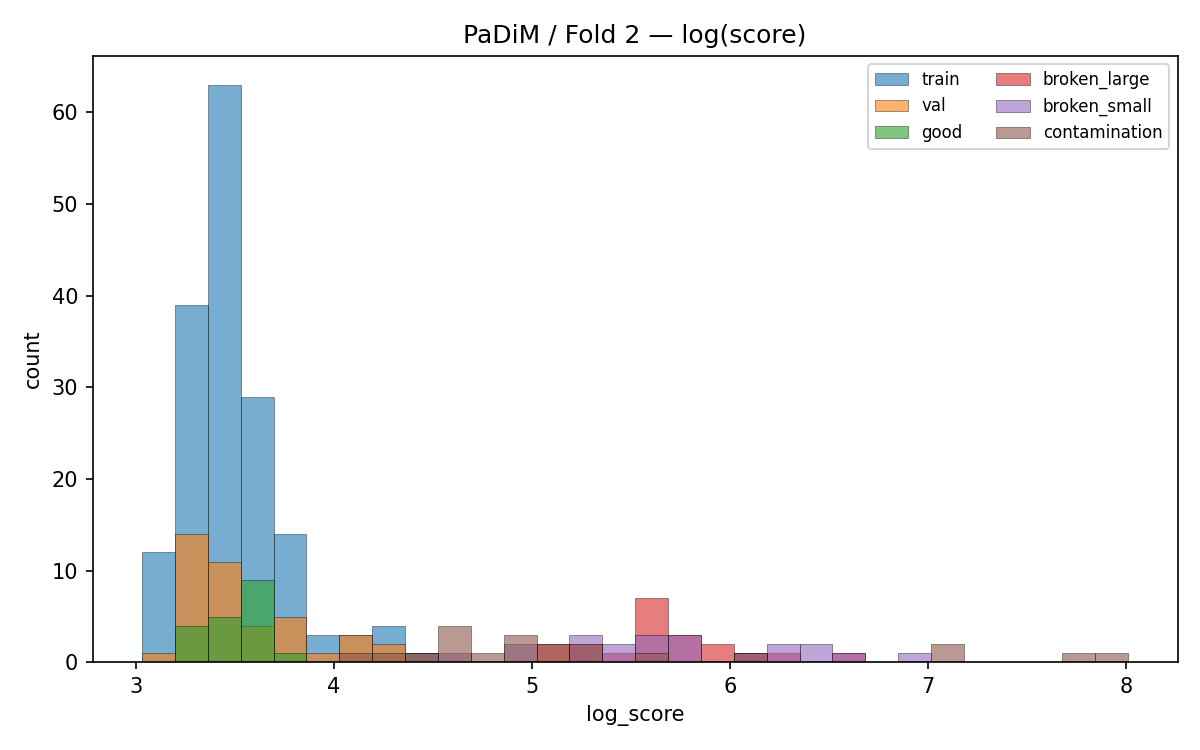 PaDiM / Fold 2 — log(score)
train
val
good
broken_large
broken_small
contamination
count
60
50
40
30
20
10
0
3 4 5 6 7 8
log_score